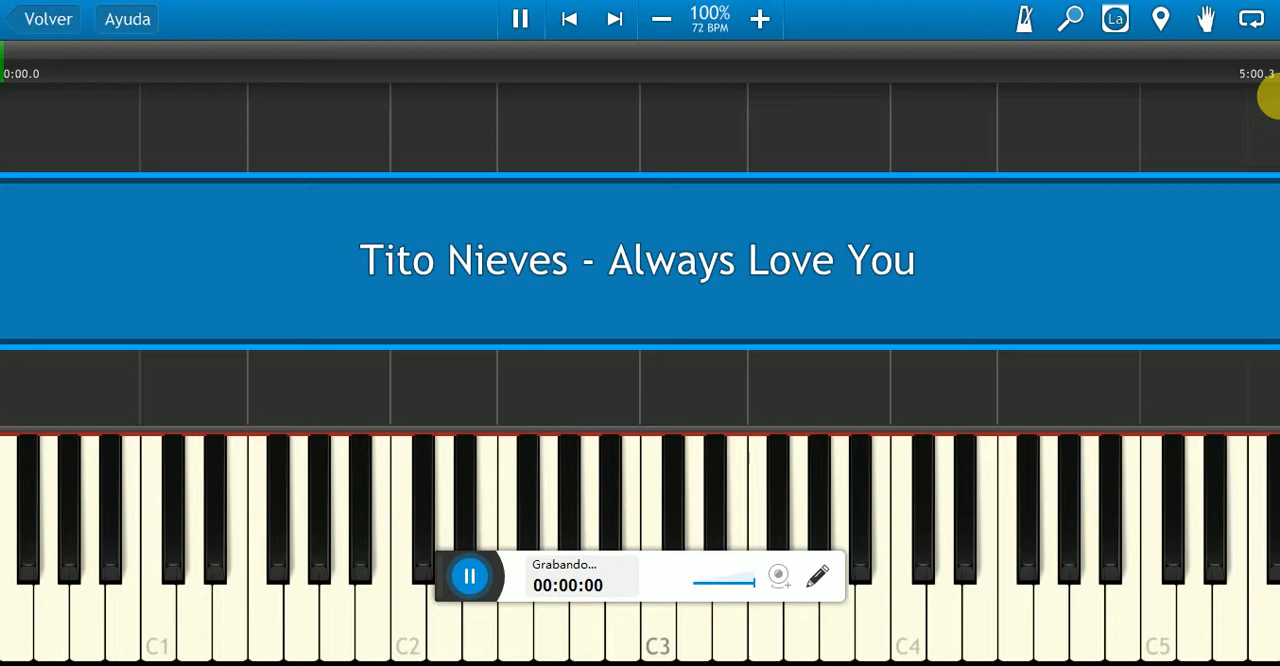 Volver
Ayuda
100%
72 BPM
La
0:00.0
5:00.3
Tito Nieves - Always Love You
Grabando...
00:00:00
C1
C2
C3
C4
C5